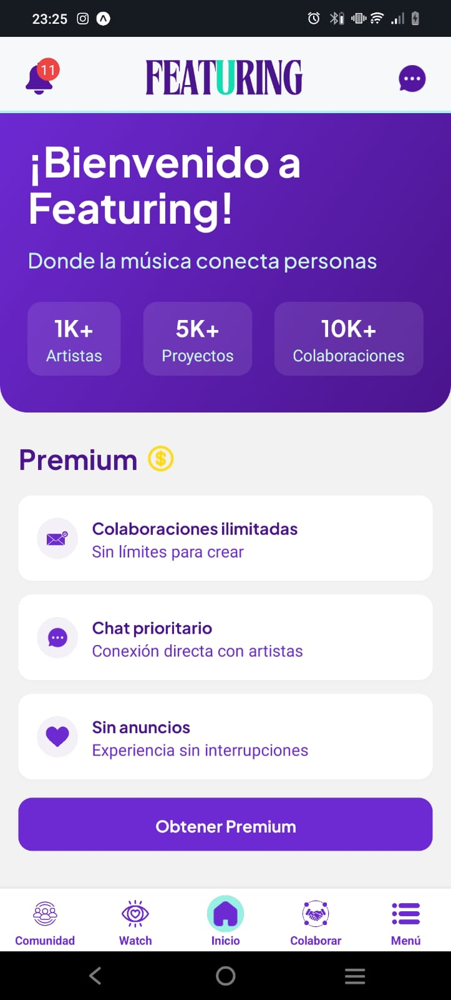 23:25
11
FEATURING
¡Bienvenido a
Featuring!
Donde la música conecta personas
1K+
Artistas
5K+
Proyectos
10K+
Colaboraciones
Premium
Colaboraciones ilimitadas
Sin límites para crear
Chat prioritario
Conexión directa con artistas
Sin anuncios
Experiencia sin interrupciones
Obtener Premium
Comunidad
Watch
Inicio
Colaborar
Menú